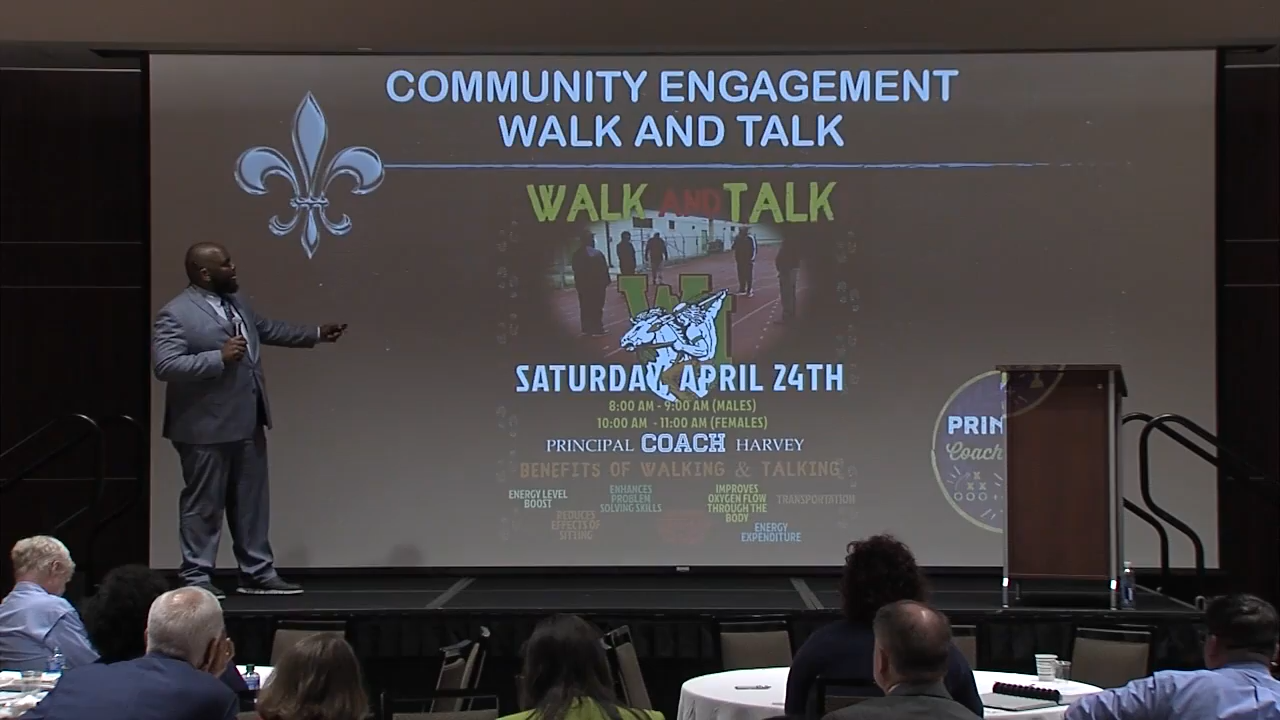 COMMUNITY ENGAGEMENT
WALK AND TALK
WALK AND TALK
SATURDAY, APRIL 24TH
8:00 AM - 9:00 AM (MALES)
10:00 AM - 11:00 AM (FEMALES)
PRINCIPAL COACH HARVEY
BENEFITS OF WALKING & TALKING
ENERGY LEVEL
BOOST
REDUCES
EFFECTS OF
SITTING
ENHANCES
PROBLEM
SOLVING SKILLS
IMPROVES
OXYGEN FLOW
THROUGH THE
BODY
TRANSPORTATION
ENERGY
EXPENDITURE
PRIN
Coach